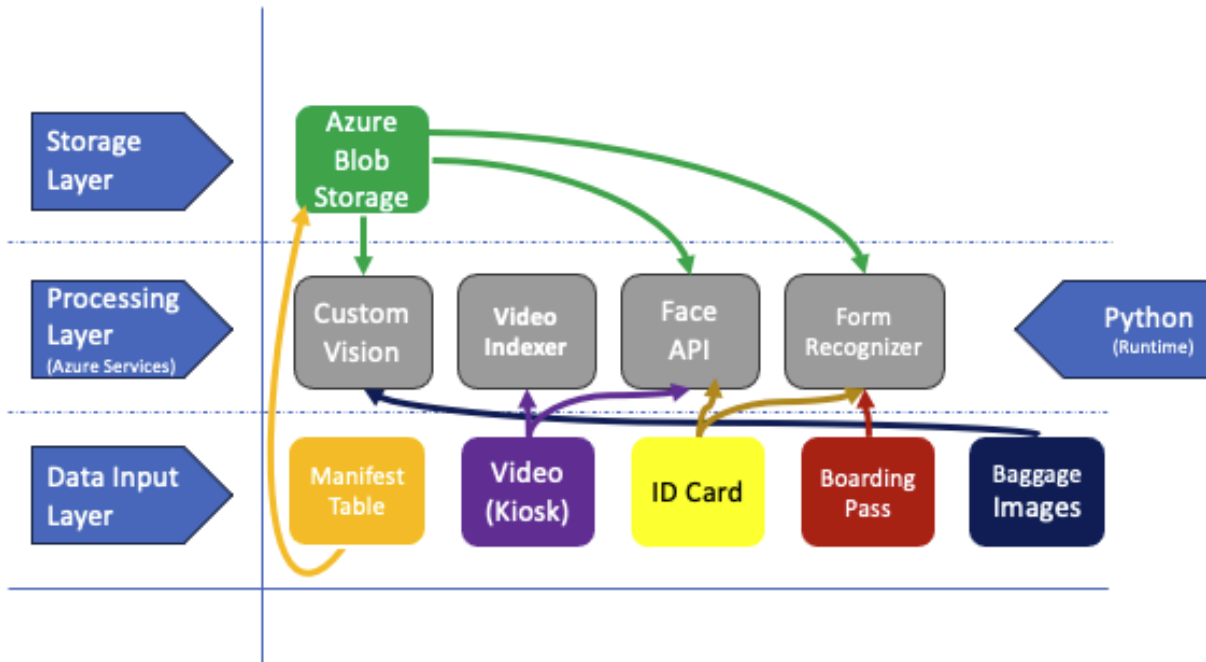 Storage
Layer
Azure
Blob
Storage
Processing
Layer
(Azure Services)
Custom
Vision
Video
Indexer
Face
API
Form
Recognizer
Python
(Runtime)
Data Input
Layer
Manifest
Table
Video
(Kiosk)
ID Card
Boarding
Pass
Baggage
Images